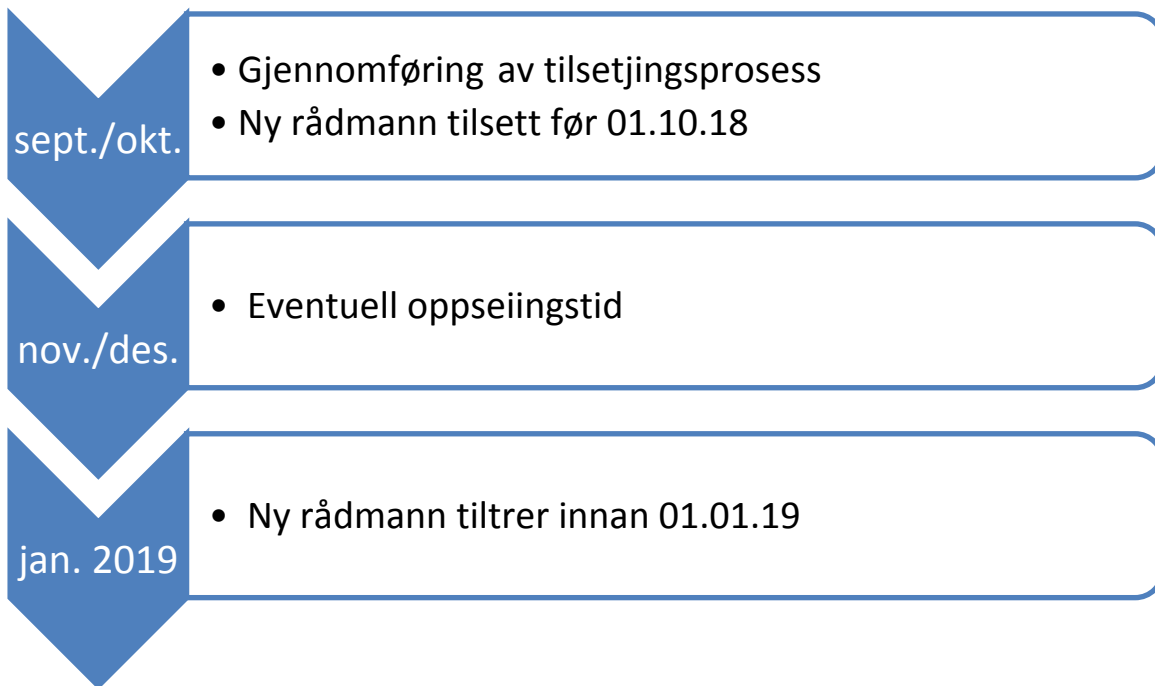 sept./okt.
• Gjennomføring av tilsetjingsprosess
• Ny rådmann tilsett før 01.10.18
nov./des.
• Eventuell oppseiingstid
jan. 2019
• Ny rådmann tiltrer innan 01.01.19